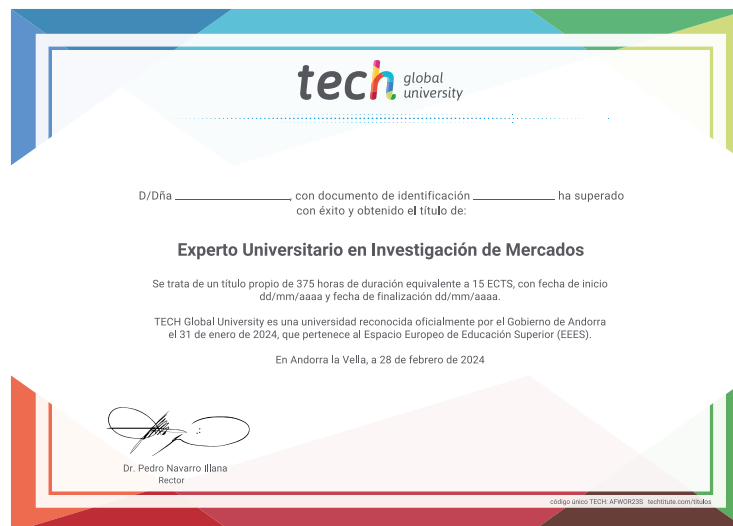 tech global university
D/Dña ____________, con documento de identificación ____________ ha superado
con éxito y obtenido el título de:
Experto Universitario en Investigación de Mercados
Se trata de un título propio de 375 horas de duración equivalente a 15 ECTS, con fecha de inicio
dd/mm/aaaa y fecha de finalización dd/mm/aaaa.
TECH Global University es una universidad reconocida oficialmente por el Gobierno de Andorra
el 31 de enero de 2024, que pertenece al Espacio Europeo de Educación Superior (EEES).
En Andorra la Vella, a 28 de febrero de 2024
Dr. Pedro Navarro Illana
Rector
código único TECH: AFWOR23S techtitute.com/titulos